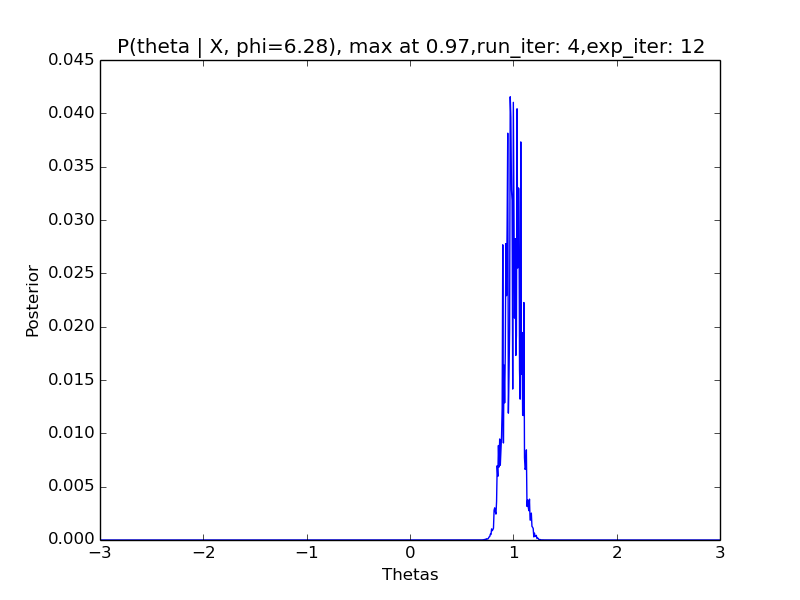 P(theta | X, phi=6.28), max at 0.97,run_iter: 4,exp_iter: 12
0.045
0.040
0.035
0.030
0.025
0.020
0.015
0.010
0.005
0.000
Posterior
−3 −2 −1 0 1 2 3
Thetas